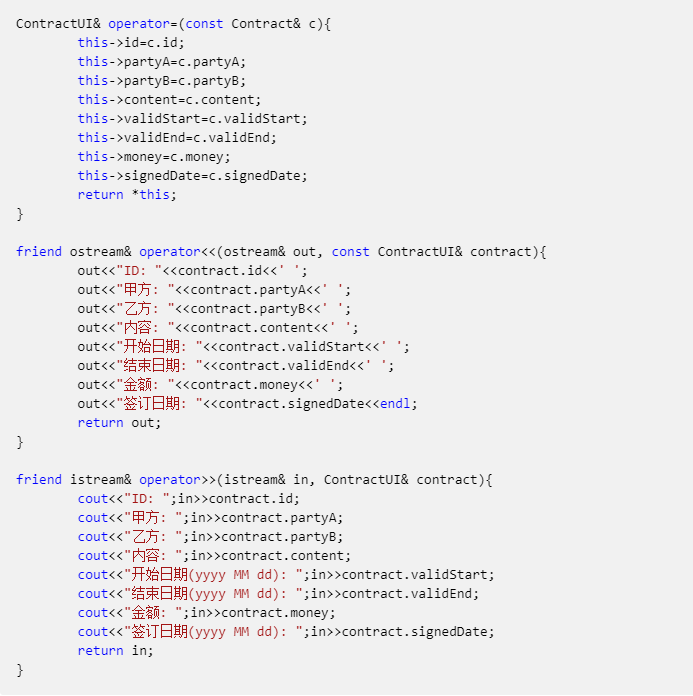 ContractUI& operator=(const Contract& c){
        this->id=c.id;
        this->partyA=c.partyA;
        this->partyB=c.partyB;
        this->content=c.content;
        this->validStart=c.validStart;
        this->validEnd=c.validEnd;
        this->money=c.money;
        this->signedDate=c.signedDate;
        return *this;
}

friend ostream& operator<<(ostream& out, const ContractUI& contract){
        out<<"ID: "<<contract.id<<' ';
        out<<"甲方: "<<contract.partyA<<' ';
        out<<"乙方: "<<contract.partyB<<' ';
        out<<"内容: "<<contract.content<<' ';
        out<<"开始日期: "<<contract.validStart<<' ';
        out<<"结束日期: "<<contract.validEnd<<' ';
        out<<"金额: "<<contract.money<<' ';
        out<<"签订日期: "<<contract.signedDate<<endl;
        return out;
}

friend istream& operator>>(istream& in, ContractUI& contract){
        cout<<"ID: ";in>>contract.id;
        cout<<"甲方: ";in>>contract.partyA;
        cout<<"乙方: ";in>>contract.partyB;
        cout<<"内容: ";in>>contract.content;
        cout<<"开始日期(yyyy MM dd): ";in>>contract.validStart;
        cout<<"结束日期(yyyy MM dd): ";in>>contract.validEnd;
        cout<<"金额: ";in>>contract.money;
        cout<<"签订日期(yyyy MM dd): ";in>>contract.signedDate;
        return in;
}